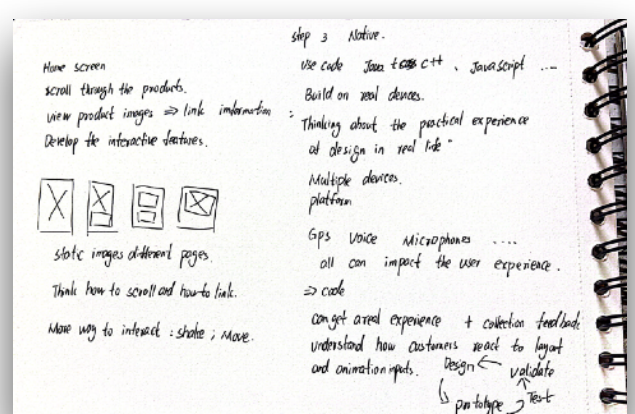 Home screen
scroll through the products.
view product images ⇒ link imformation :
Develop the interactive features.
static images different pages.
Think how to scroll and how to link.
More way to interact : shake ; Move.
step 3 Native.
Use code Java C++ 、 JavaScript ....
Build on real devices.
Thinking about the practical experience
of design in real life "
Multiple devices.
platform
GPS Voice Microphones ....
all can impact the user experience.
⇒ code
can get a real experience + collection feedback
understand how customers react to layout
and animation inputs.
Design ← validate
prototype Test